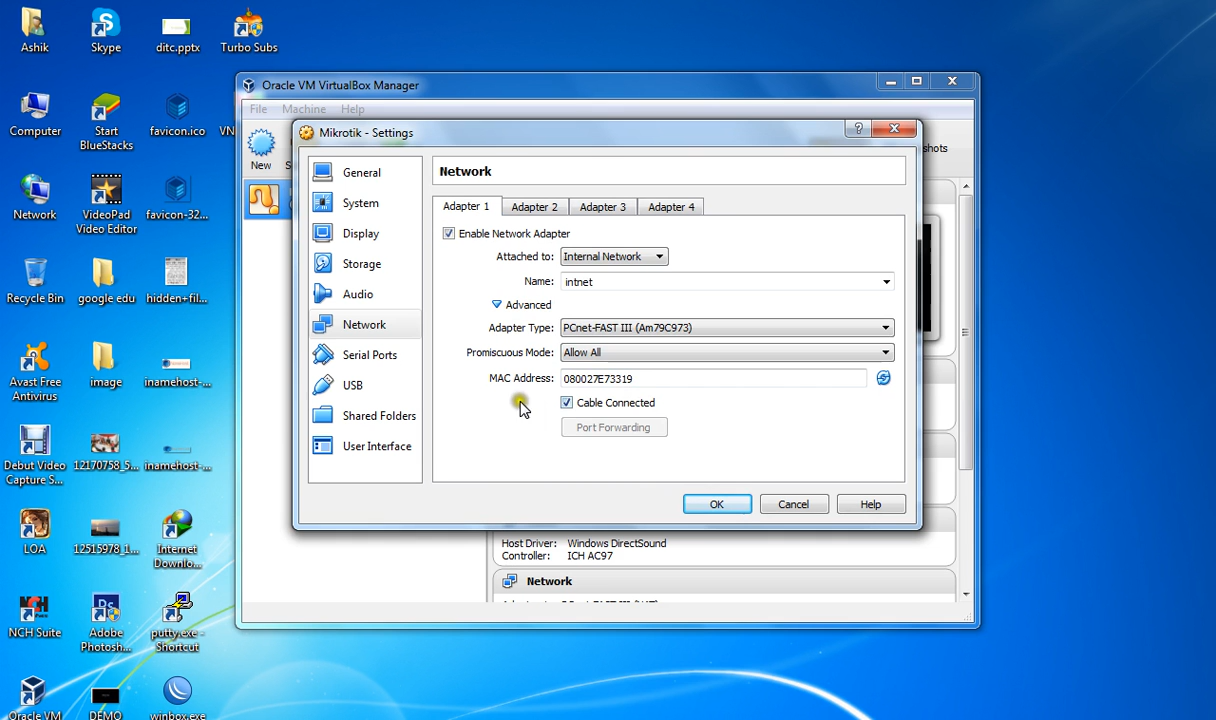 Ashik
Skype
ditc.pptx
Turbo Subs
Computer
Start
BlueStacks
favicon.ico
VN
Network
VideoPad
Video Editor
favicon-32...
Recycle Bin
google edu
hidden+fil...
Avast Free
Antivirus
image
inamehost-...
Debut Video
Capture S...
12170758_5...
inamehost-...
LOA
12515978_1...
Internet
Downlo...
NCH
NCH Suite
Ps
Adobe
Photosh...
putty.exe -
Shortcut
Oracle VM
DEMO
winbox.exe
Oracle VM VirtualBox Manager
File Machine Help
New S
shots
Mikrotik - Settings
General
System
Display
Storage
Audio
Network
Serial Ports
USB
Shared Folders
User Interface
Network
Adapter 1 Adapter 2 Adapter 3 Adapter 4
Enable Network Adapter
Attached to: Internal Network
Name: intnet
Advanced
Adapter Type: PCnet-FAST III (Am79C973)
Promiscuous Mode: Allow All
MAC Address: 080027E73319
Cable Connected
Port Forwarding
OK Cancel Help
Host Driver: Windows DirectSound
Controller: ICH AC97
Network